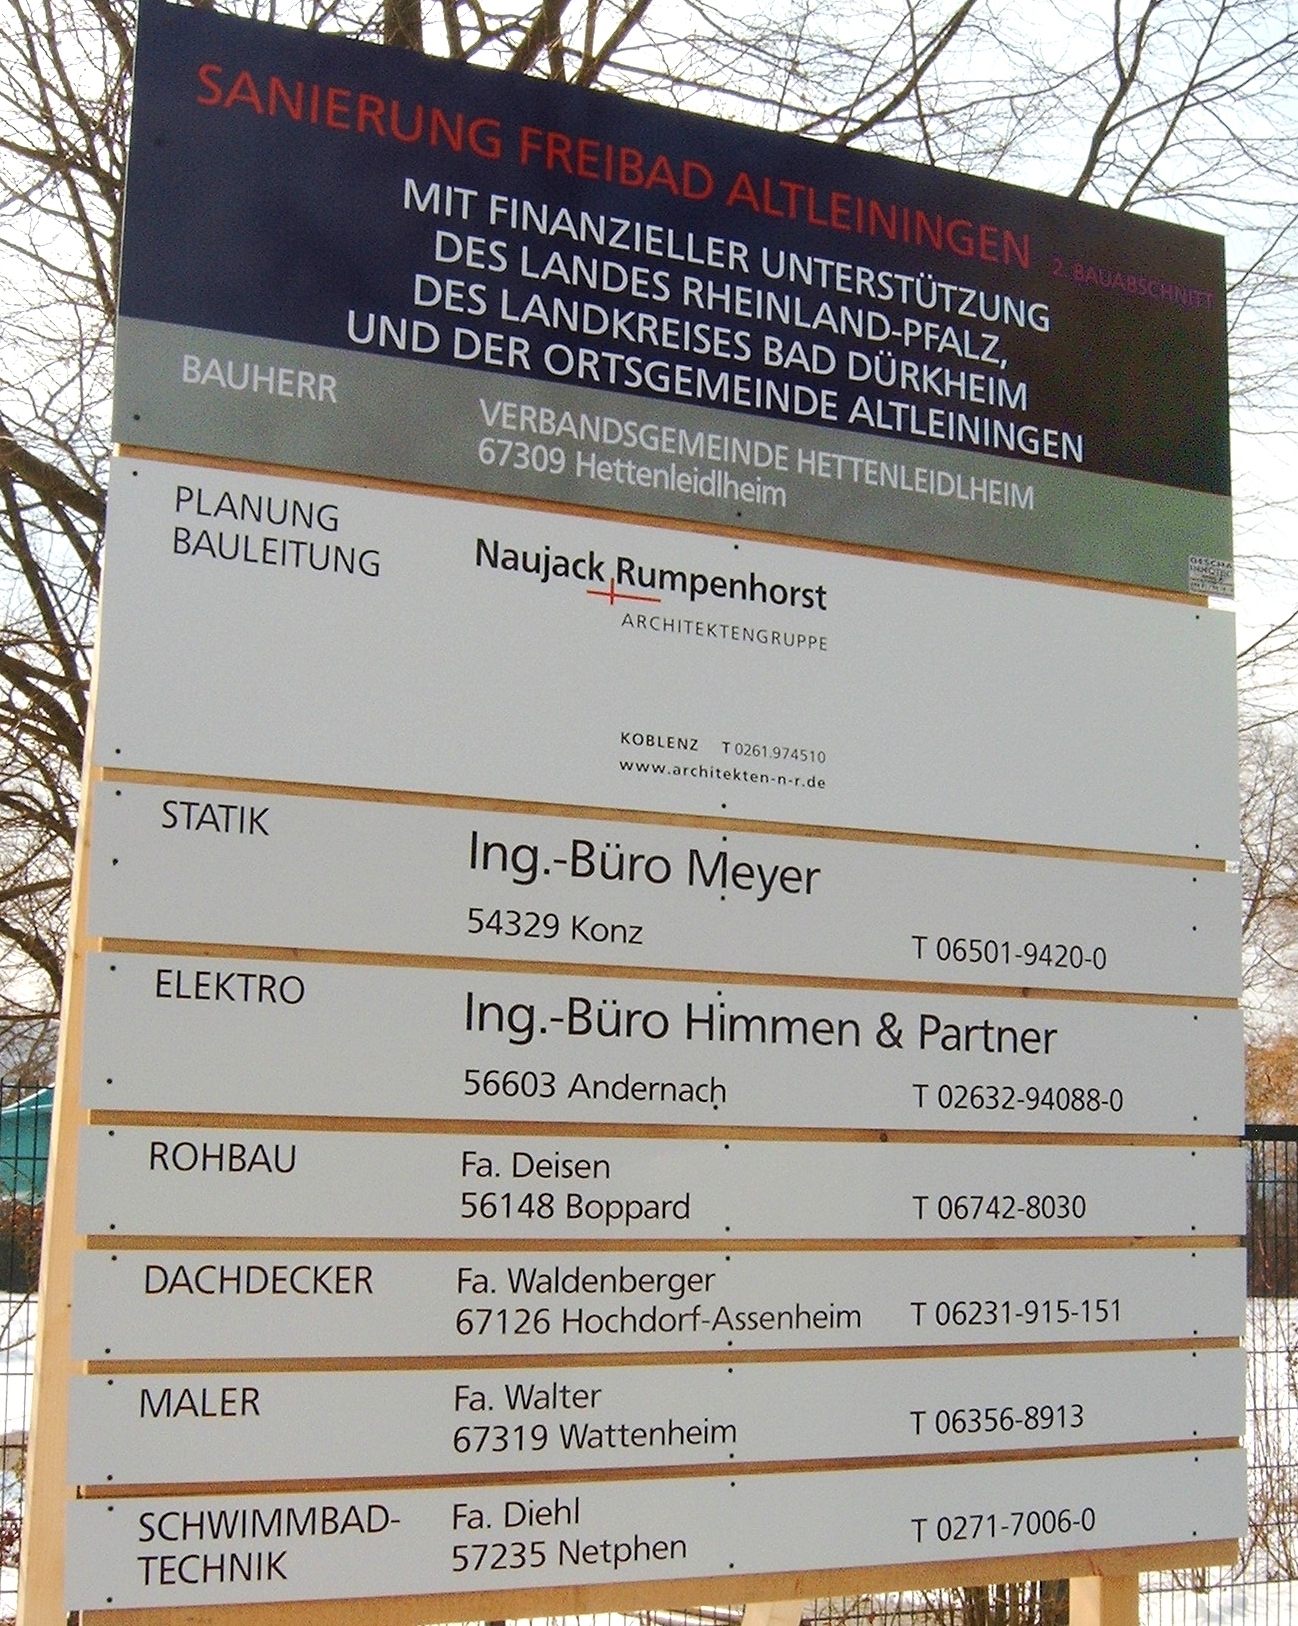 SANIERUNG FREIBAD ALTLEININGEN
2. BAUABSCHNITT
MIT FINANZIELLER UNTERSTÜTZUNG
DES LANDES RHEINLAND-PFALZ,
DES LANDKREISES BAD DÜRKHEIM
UND DER ORTSGEMEINDE ALTLEININGEN
BAUHERR
VERBANDSGEMEINDE HETTENLEIDLHEIM
67309 Hettenleidlheim
PLANUNG
BAULEITUNG
Naujack Rumpenhorst
ARCHITEKTENGRUPPE
KOBLENZ T 0261.974510
www.architekten-n-r.de
STATIK
Ing.-Büro Meyer
54329 Konz T 06501-9420-0
ELEKTRO
Ing.-Büro Himmen & Partner
56603 Andernach T 02632-94088-0
ROHBAU Fa. Deisen
56148 Boppard T 06742-8030
DACHDECKER Fa. Waldenberger
67126 Hochdorf-Assenheim T 06231-915-151
MALER Fa. Walter
67319 Wattenheim T 06356-8913
SCHWIMMBAD- Fa. Diehl
TECHNIK 57235 Netphen T 0271-7006-0